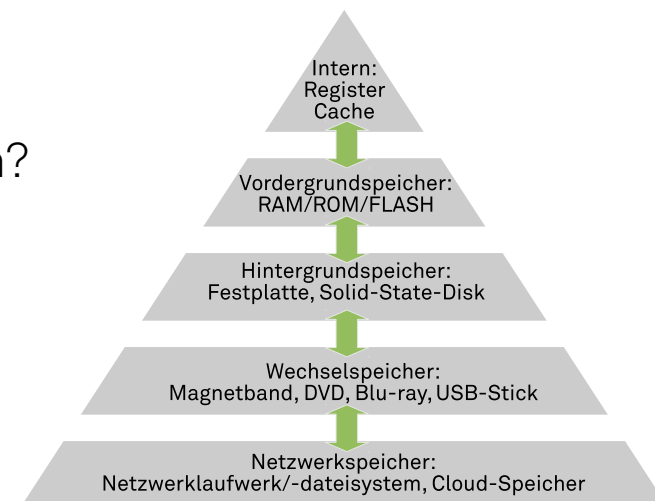 Intern:
Register
Cache
n?
Vordergrundspeicher:
RAM/ROM/FLASH
Hintergrundspeicher:
Festplatte, Solid-State-Disk
Wechselspeicher:
Magnetband, DVD, Blu-ray, USB-Stick
Netzwerkspeicher:
Netzwerklaufwerk/-dateisystem, Cloud-Speicher